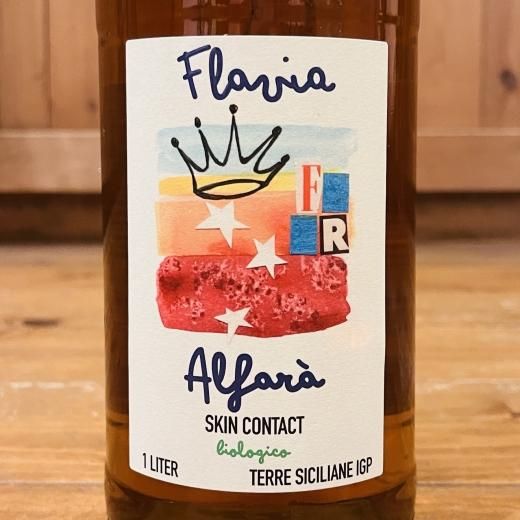 Flavia
F
R
Alfarà
SKIN CONTACT
biologico
1 LITER TERRE SICILIANE IGP